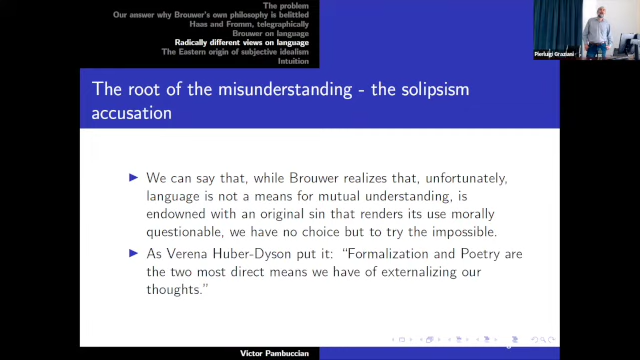 The problem
Our answer why Brouwer's own philosophy is belittled
Haas and Fromm, telegraphically
Brouwer on language
Radically different views on language
The Eastern origin of subjective idealism
Intuition
Pierluigi Graziani
The root of the misunderstanding - the solipsism
accusation
We can say that, while Brouwer realizes that, unfortunately,
language is not a means for mutual understanding, is
endowned with an original sin that renders its use morally
questionable, we have no choice but to try the impossible.
As Verena Huber-Dyson put it: “Formalization and Poetry are
the two most direct means we have of externalizing our
thoughts.”
Victor Pambuccian